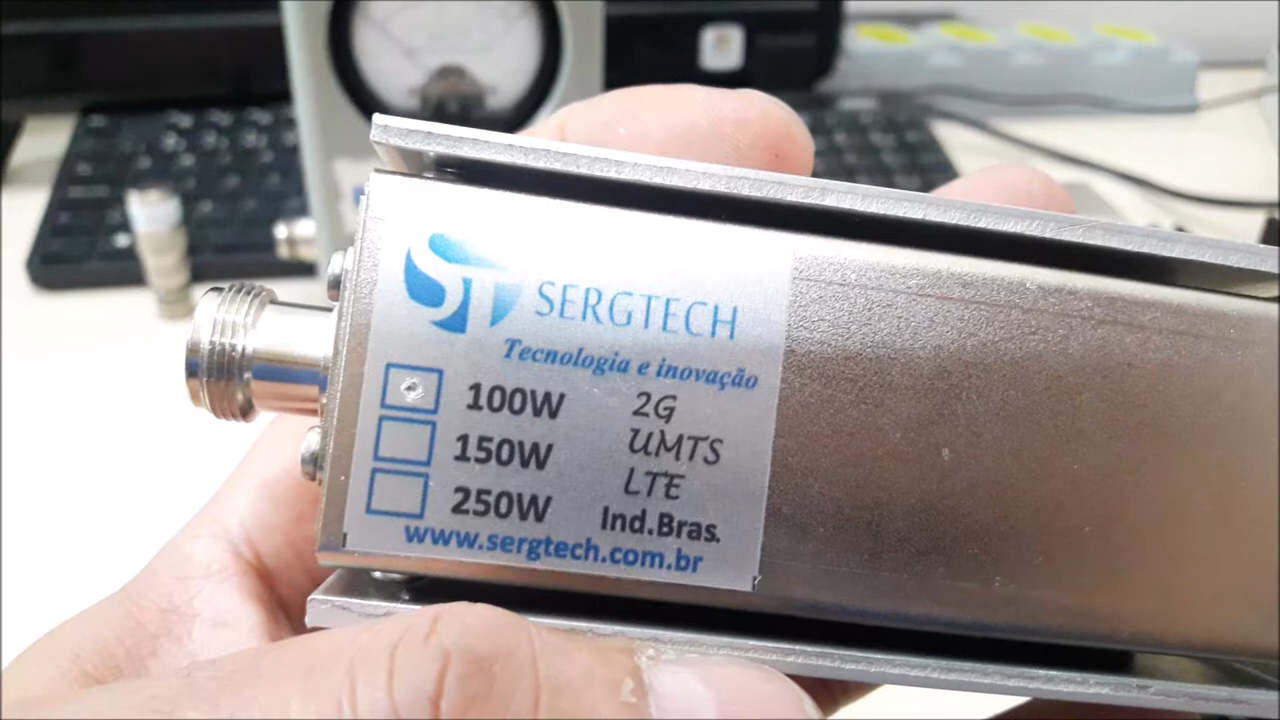 ST SERGTECH
Tecnologia e inovação
100W 2G
150W UMTS
250W LTE
Ind.Bras.
www.sergtech.com.br